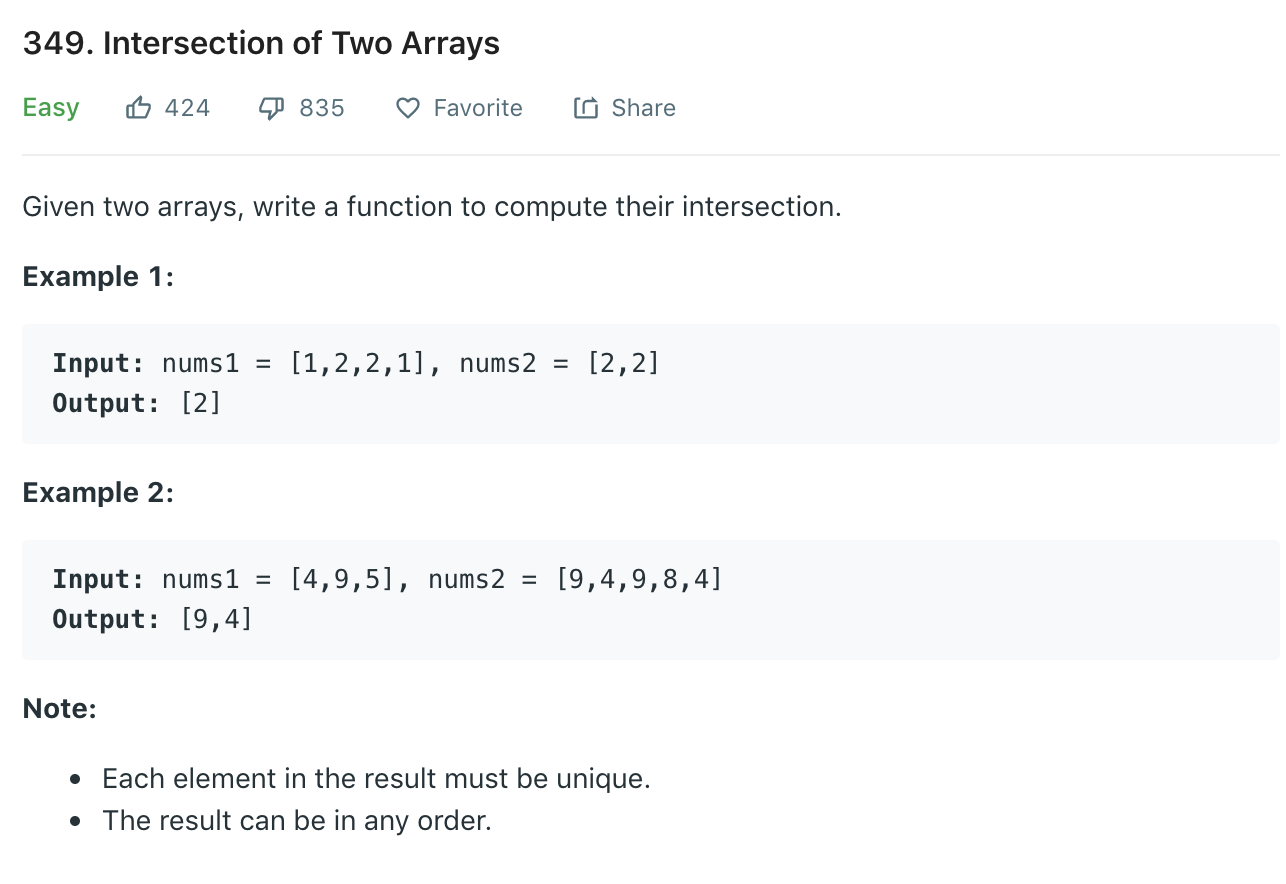 349. Intersection of Two Arrays
Easy 424 835 Favorite Share
Given two arrays, write a function to compute their intersection.
Example 1:
Input: nums1 = [1,2,2,1], nums2 = [2,2]
Output: [2]
Example 2:
Input: nums1 = [4,9,5], nums2 = [9,4,9,8,4]
Output: [9,4]
Note:
• Each element in the result must be unique.
• The result can be in any order.